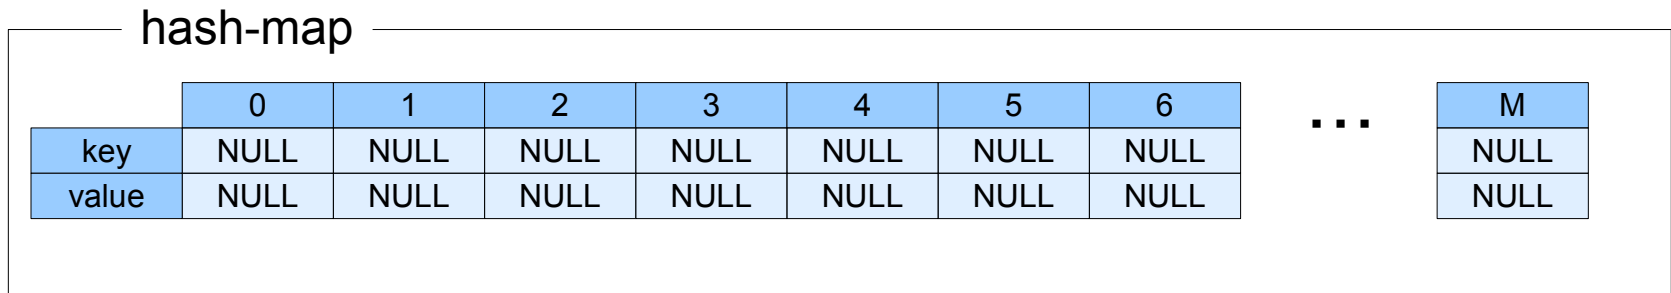 hash-map
0 1 2 3 4 5 6 ... M
key NULL NULL NULL NULL NULL NULL NULL NULL
value NULL NULL NULL NULL NULL NULL NULL NULL